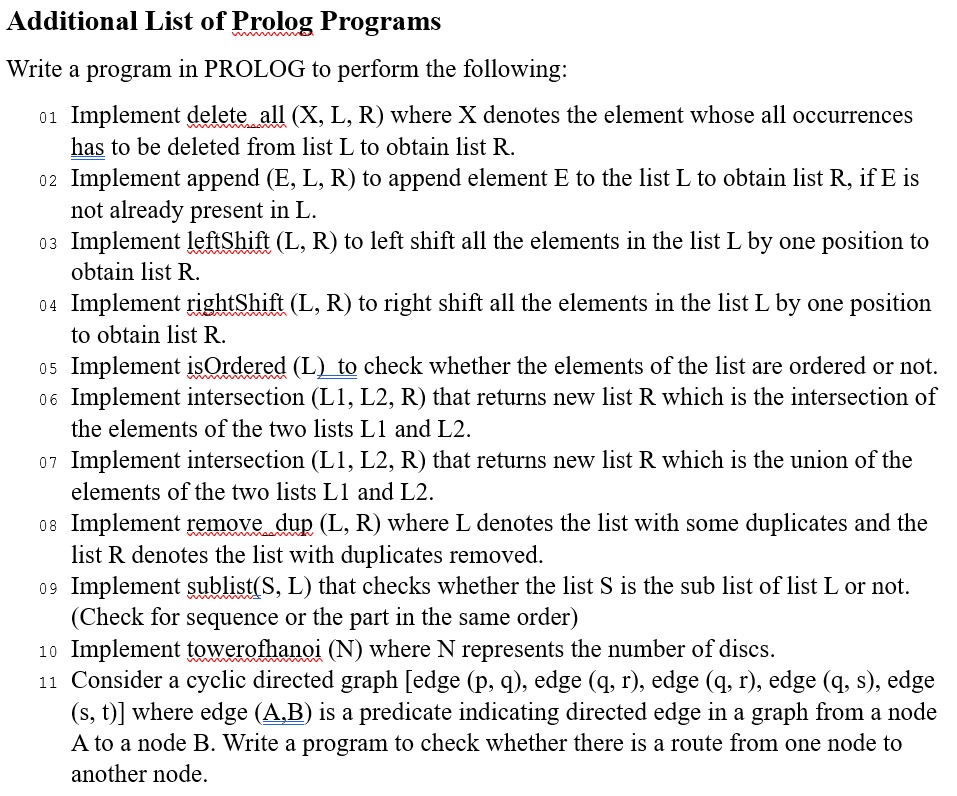 Additional List of Prolog Programs
Write a program in PROLOG to perform the following:
01 Implement delete_all (X, L, R) where X denotes the element whose all occurrences
has to be deleted from list L to obtain list R.
02 Implement append (E, L, R) to append element E to the list L to obtain list R, if E is
not already present in L.
03 Implement leftShift (L, R) to left shift all the elements in the list L by one position to
obtain list R.
04 Implement rightShift (L, R) to right shift all the elements in the list L by one position
to obtain list R.
05 Implement isOrdered (L) to check whether the elements of the list are ordered or not.
06 Implement intersection (L1, L2, R) that returns new list R which is the intersection of
the elements of the two lists L1 and L2.
07 Implement intersection (L1, L2, R) that returns new list R which is the union of the
elements of the two lists L1 and L2.
08 Implement remove_dup (L, R) where L denotes the list with some duplicates and the
list R denotes the list with duplicates removed.
09 Implement sublist(S, L) that checks whether the list S is the sub list of list L or not.
(Check for sequence or the part in the same order)
10 Implement towerofhanoi (N) where N represents the number of discs.
11 Consider a cyclic directed graph [edge (p, q), edge (q, r), edge (q, r), edge (q, s), edge
(s, t)] where edge (A,B) is a predicate indicating directed edge in a graph from a node
A to a node B. Write a program to check whether there is a route from one node to
another node.